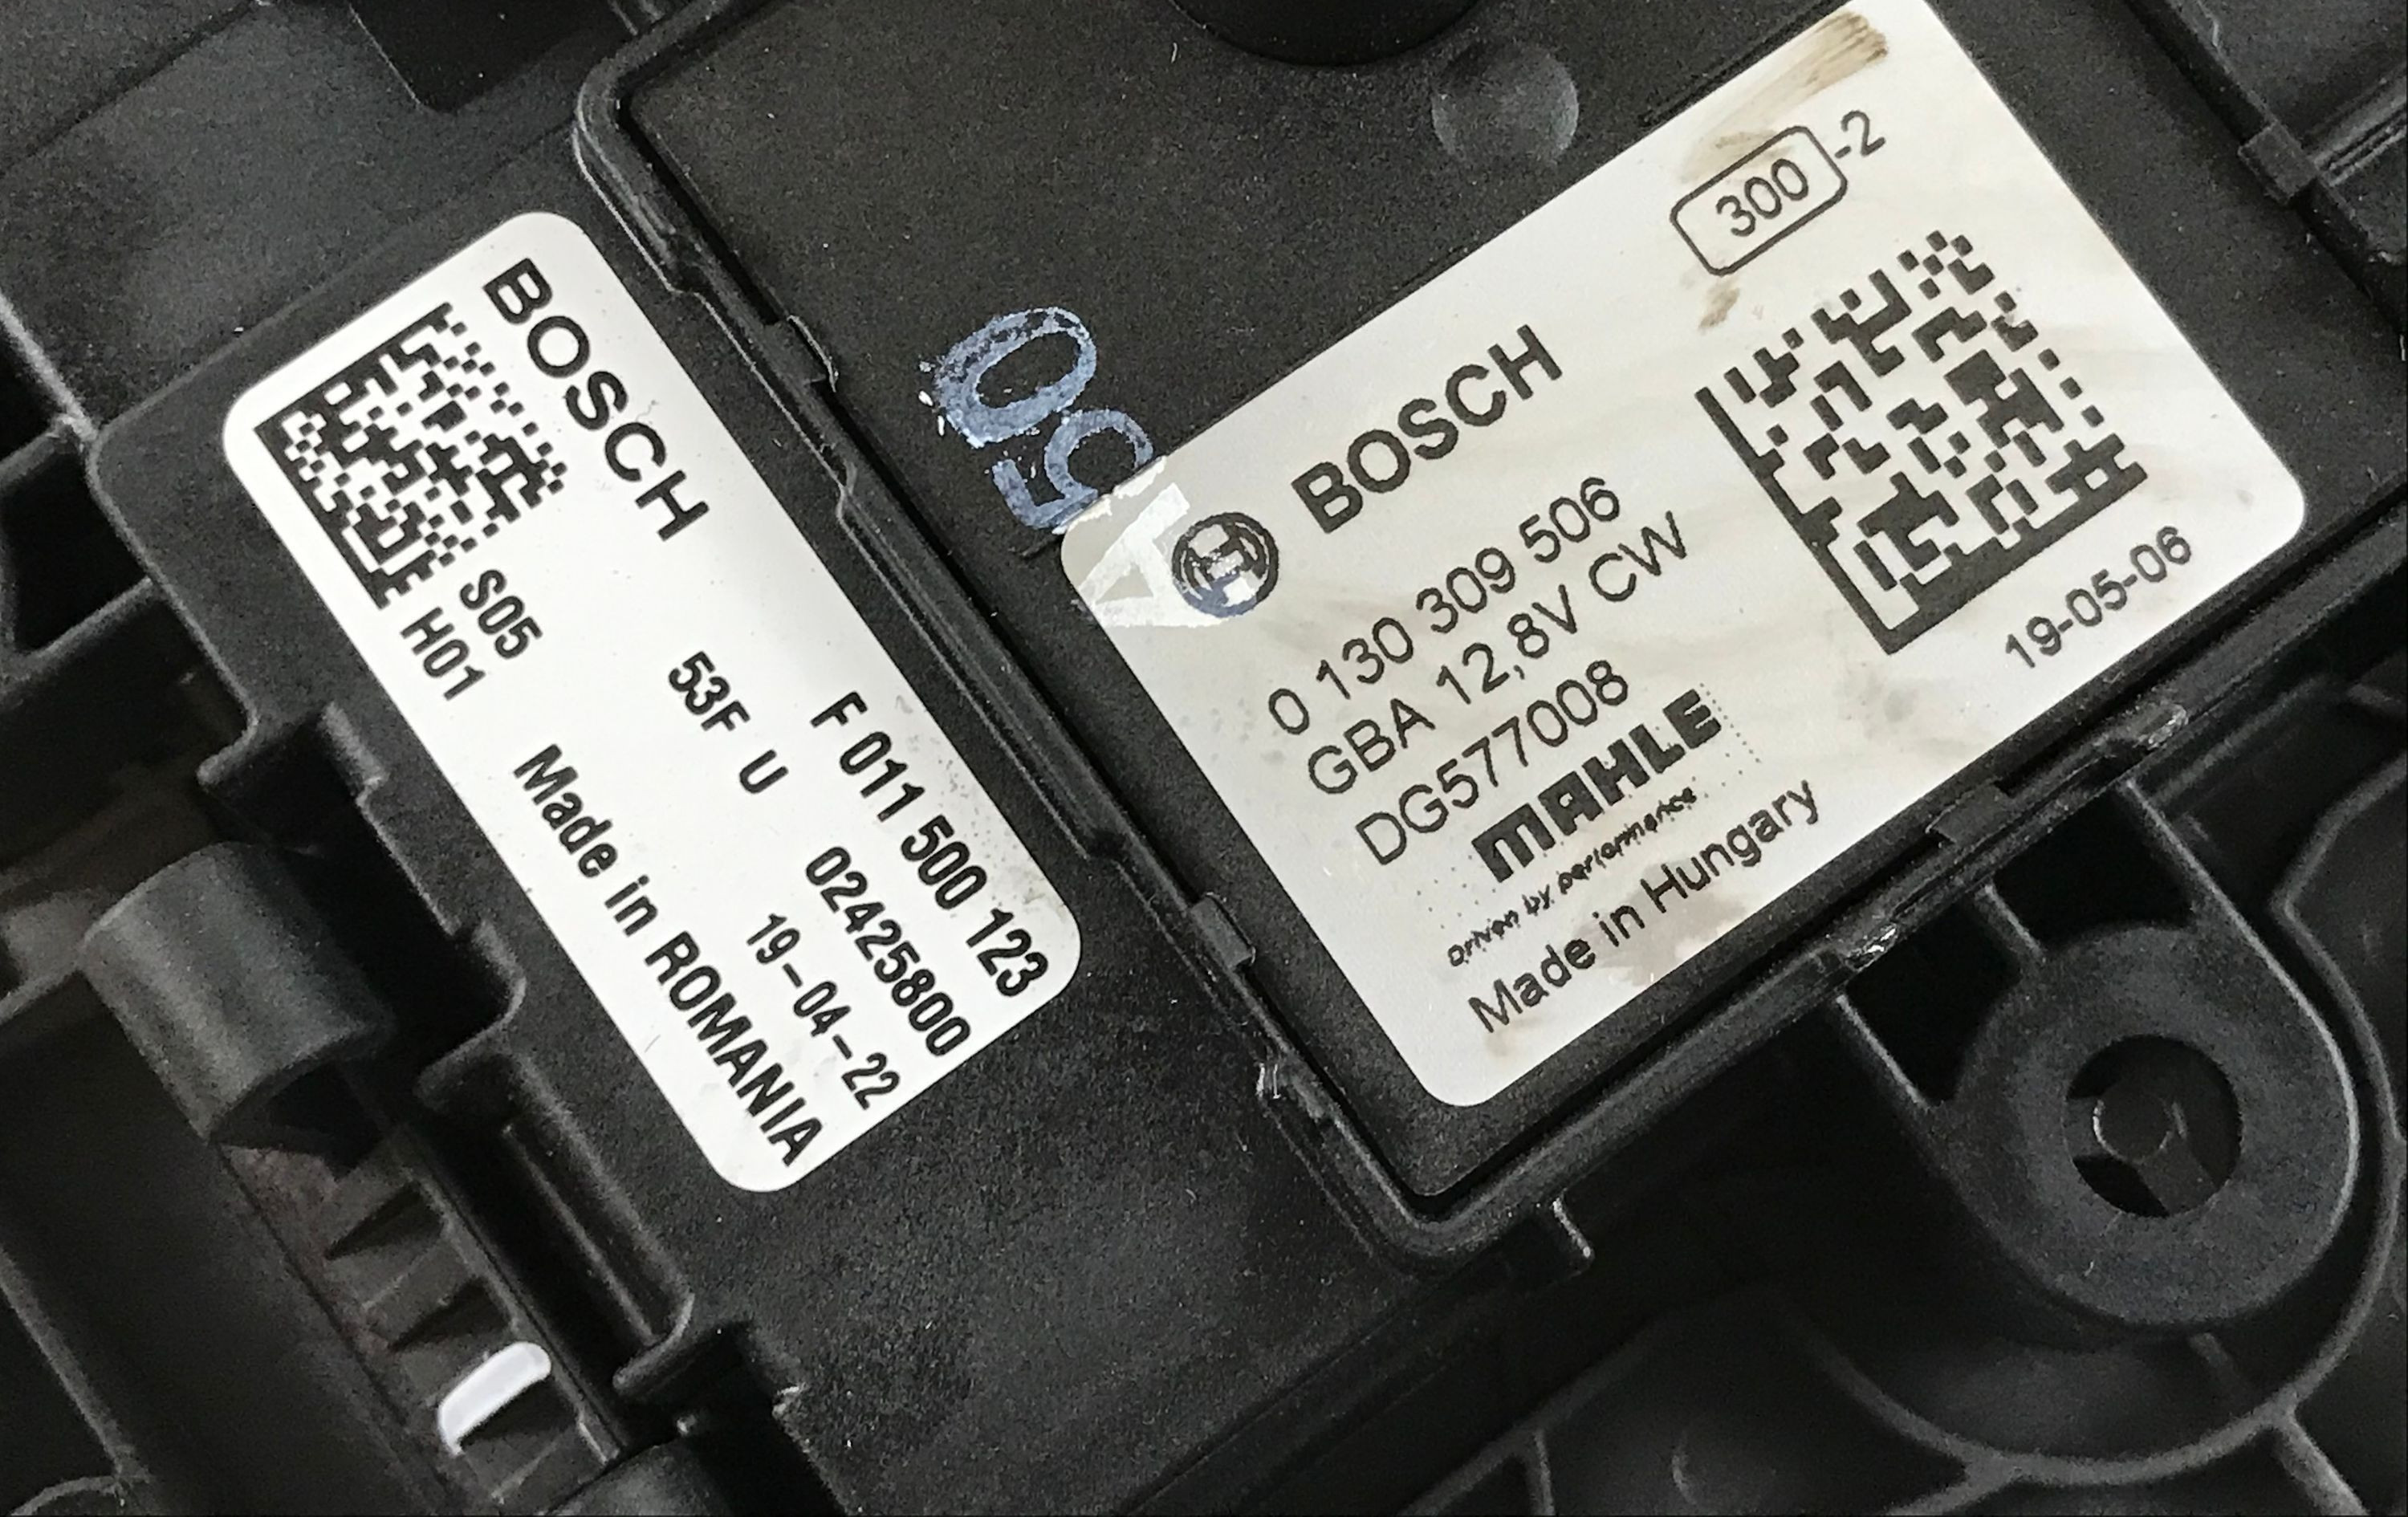 BOSCH
S05
H01
F 011 500 123
53F U 02425800
19-04-22
Made in ROMANIA
05
A
300 -2
BOSCH
0 130 309 506
GBA 12,8V CW
DG577008
MAHLE
Driven by performance
Made in Hungary
19-05-06